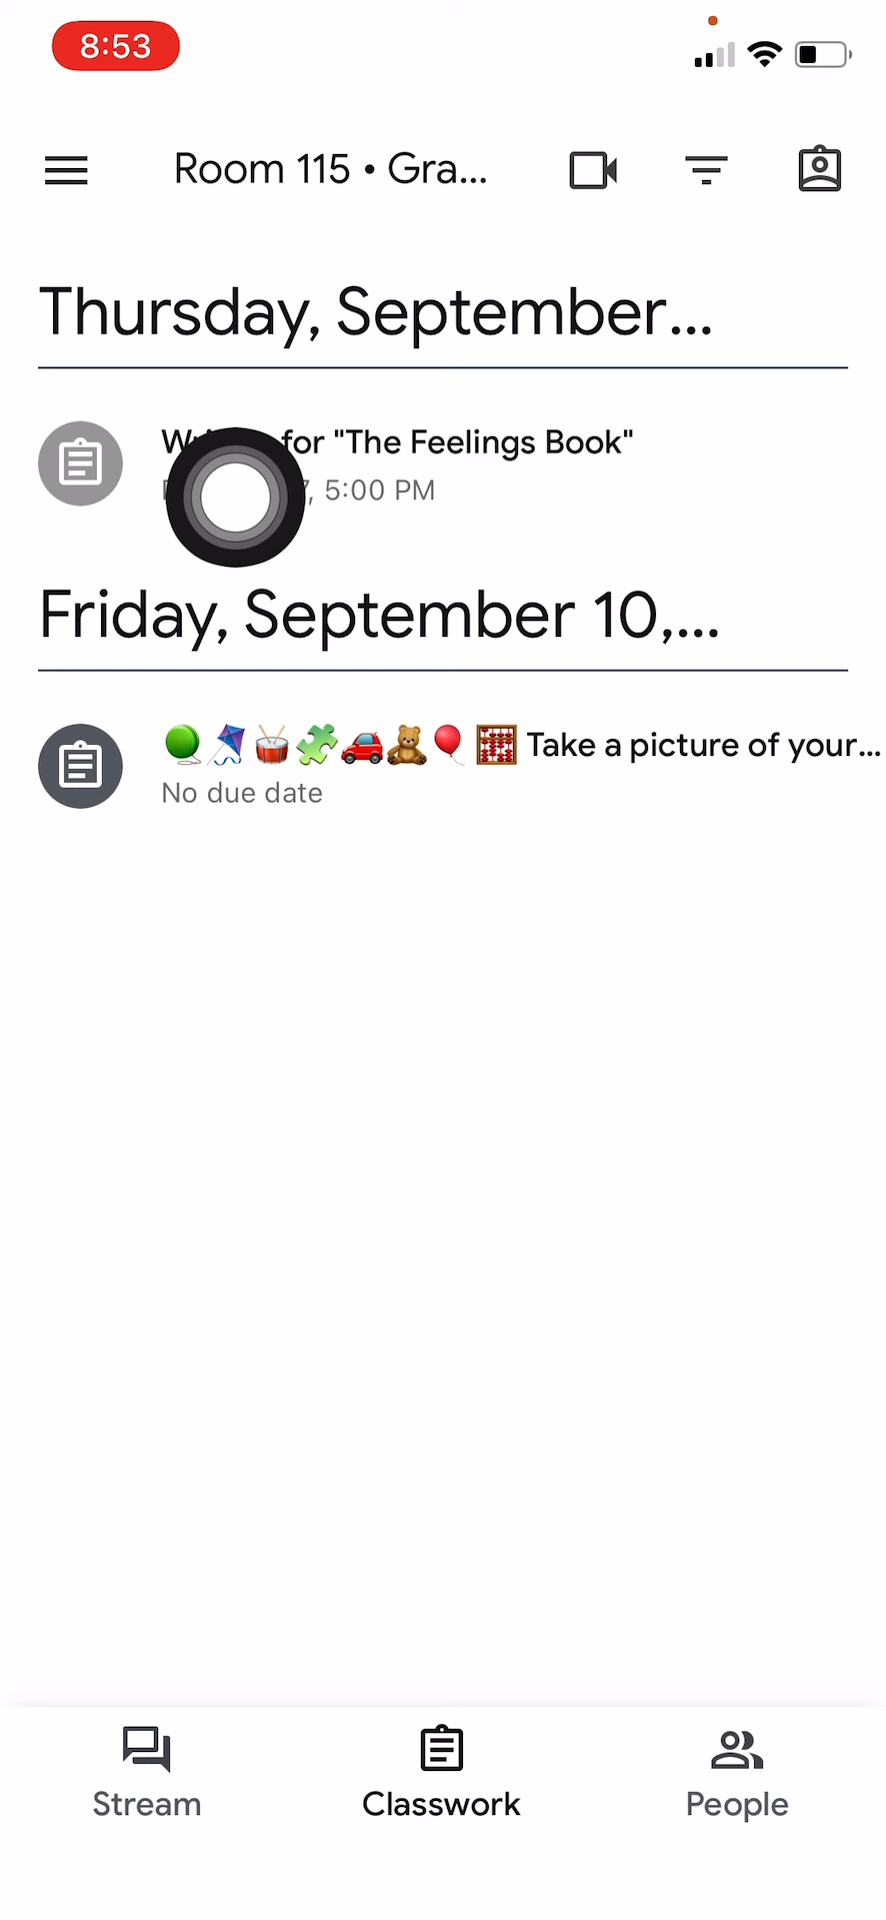 8:53
Room 115 • Gra...
Thursday, September...
for "The Feelings Book"
5:00 PM
Friday, September 10,...
Take a picture of your...
No due date
Stream
Classwork
People